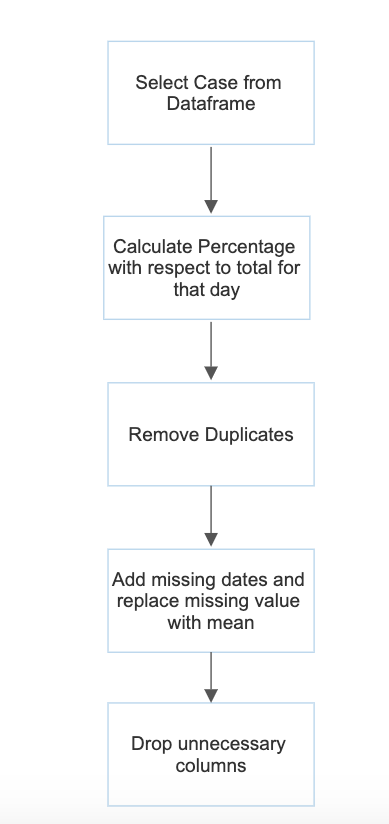 Select Case from
Dataframe
Calculate Percentage
with respect to total for
that day
Remove Duplicates
Add missing dates and
replace missing value
with mean
Drop unnecessary
columns